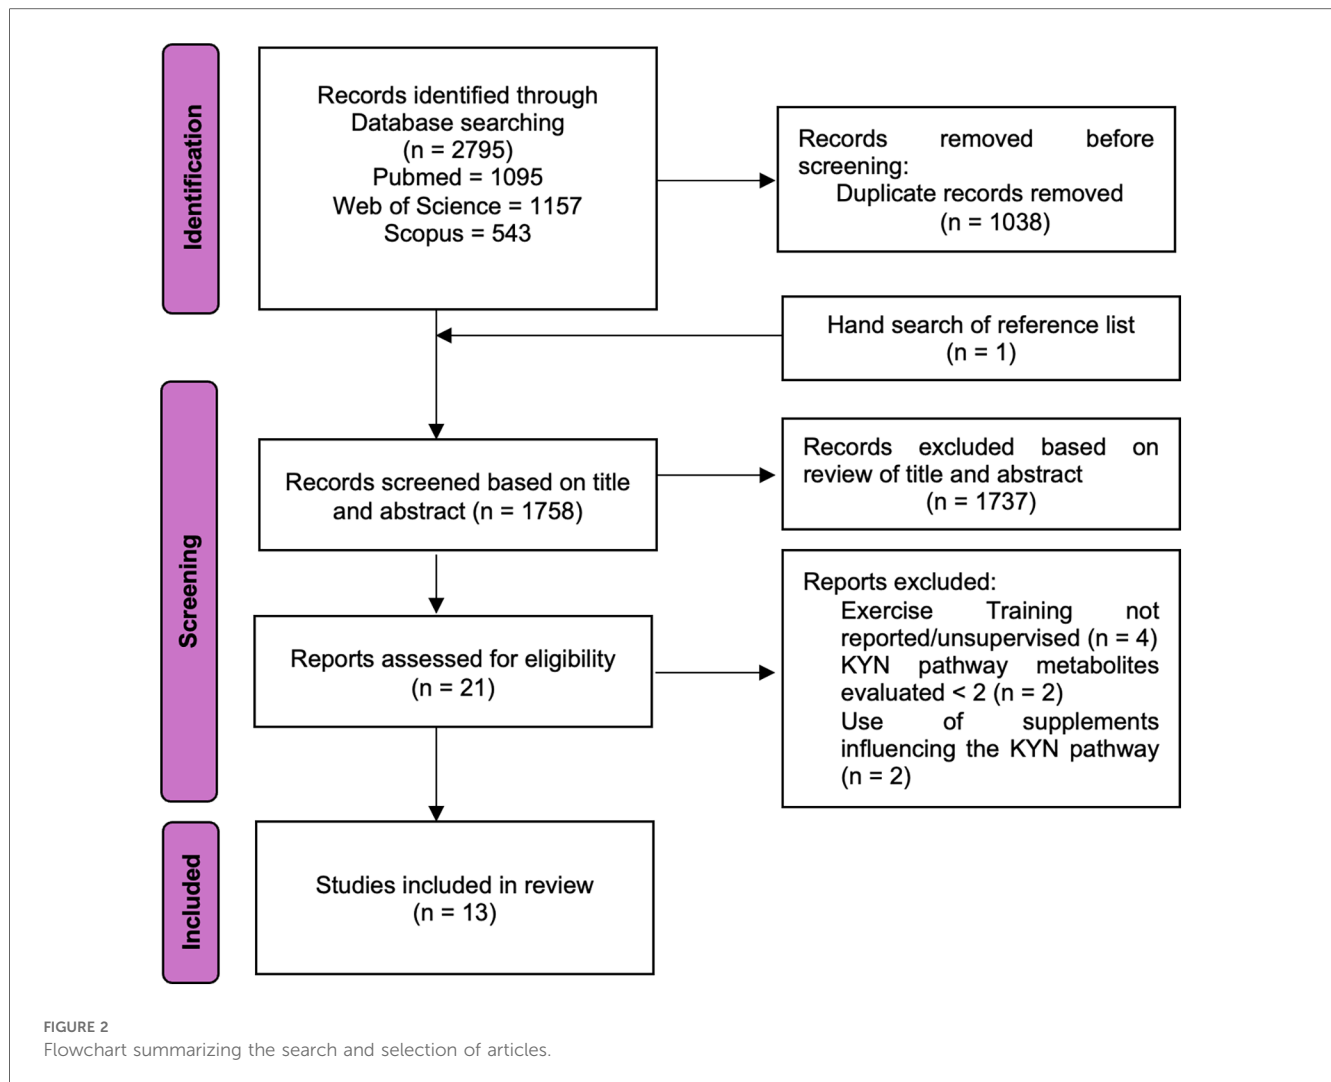 Identification
Records identified through
Database searching
(n = 2795)
Pubmed = 1095
Web of Science = 1157
Scopus = 543
Records removed before
screening:
Duplicate records removed
(n = 1038)
Hand search of reference list
(n = 1)
Screening
Records screened based on title
and abstract (n = 1758)
Records excluded based on
review of title and abstract
(n = 1737)
Reports assessed for eligibility
(n = 21)
Reports excluded:
Exercise Training not
reported/unsupervised (n = 4)
KYN pathway metabolites
evaluated < 2 (n = 2)
Use of supplements
influencing the KYN pathway
(n = 2)
Included
Studies included in review
(n = 13)
FIGURE 2
Flowchart summarizing the search and selection of articles.